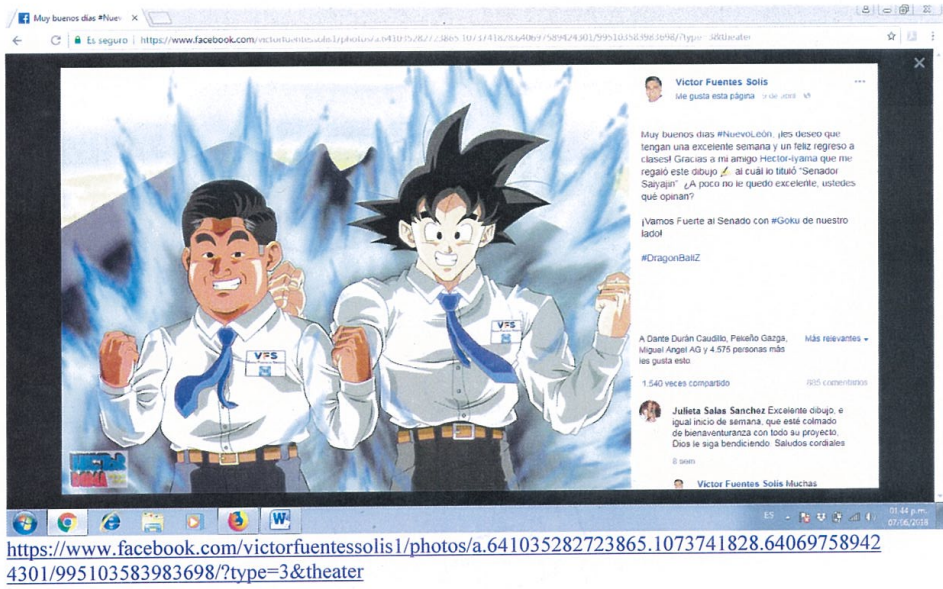 Muy buenos días #Nuev
Es seguro | https://www.facebook.com/victorfuentessolis1/photos/a.641035282723865.1073741828.640697589424301/995103583983698/?type=3&theater
Victor Fuentes Solis
Me gusta esta página
Muy buenos días #NuevoLeón, ¡les deseo que
tengan una excelente semana y un feliz regreso a
clases! Gracias a mi amigo Hector-Iyama que me
regaló este dibujo al cuál lo tituló "Senador
Saiyajin" ¿A poco no le quedo excelente, ustedes
qué opinan?
¡Vamos Fuerte al Senado con #Goku de nuestro
lado!
#DragonBallZ
VFS
VFS
A Dante Durán Caudillo, Pekeño Gazga,
Miguel Angel AG y 4.575 personas más
les gusta esto.
Más relevantes
1.540 veces compartido
comentarios
Julieta Salas Sanchez Excelente dibujo, e
igual inicio de semana, que esté colmado
de bienaventuranza con todo su proyecto,
Dios le siga bendiciendo. Saludos cordiales
8 sem
Victor Fuentes Solis Muchas
ES
01:44 p.m.
07/06/2018
https://www.facebook.com/victorfuentessolis1/photos/a.641035282723865.1073741828.64069758942
4301/995103583983698/?type=3&theater